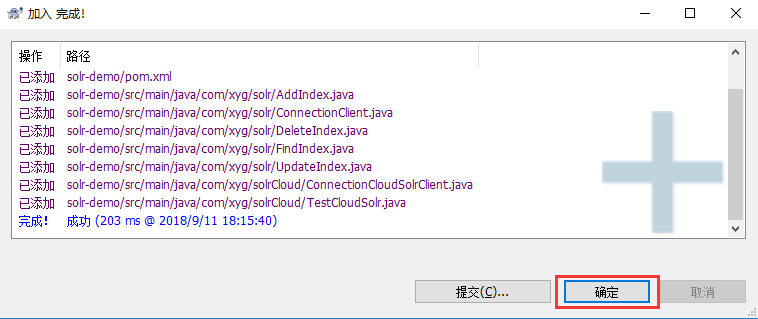 加入 完成!
操作 路径
已添加 solr-demo/pom.xml
已添加 solr-demo/src/main/java/com/xyg/solr/AddIndex.java
已添加 solr-demo/src/main/java/com/xyg/solr/ConnectionClient.java
已添加 solr-demo/src/main/java/com/xyg/solr/DeleteIndex.java
已添加 solr-demo/src/main/java/com/xyg/solr/FindIndex.java
已添加 solr-demo/src/main/java/com/xyg/solr/UpdateIndex.java
已添加 solr-demo/src/main/java/com/xyg/solrCloud/ConnectionCloudSolrClient.java
已添加 solr-demo/src/main/java/com/xyg/solrCloud/TestCloudSolr.java
完成! 成功 (203 ms @ 2018/9/11 18:15:40)
提交(C)... 确定 取消